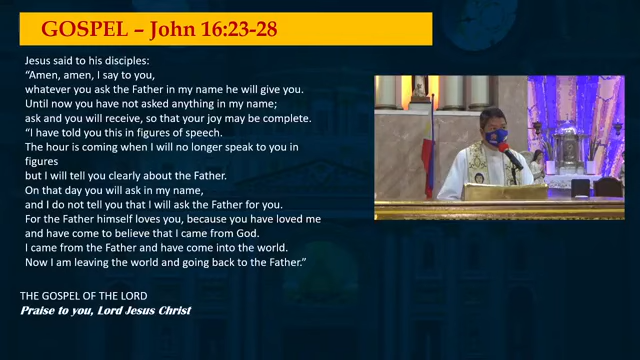 GOSPEL – John 16:23-28
Jesus said to his disciples:
“Amen, amen, I say to you,
whatever you ask the Father in my name he will give you.
Until now you have not asked anything in my name;
ask and you will receive, so that your joy may be complete.
“I have told you this in figures of speech.
The hour is coming when I will no longer speak to you in
figures
but I will tell you clearly about the Father.
On that day you will ask in my name,
and I do not tell you that I will ask the Father for you.
For the Father himself loves you, because you have loved me
and have come to believe that I came from God.
I came from the Father and have come into the world.
Now I am leaving the world and going back to the Father.”
THE GOSPEL OF THE LORD
Praise to you, Lord Jesus Christ